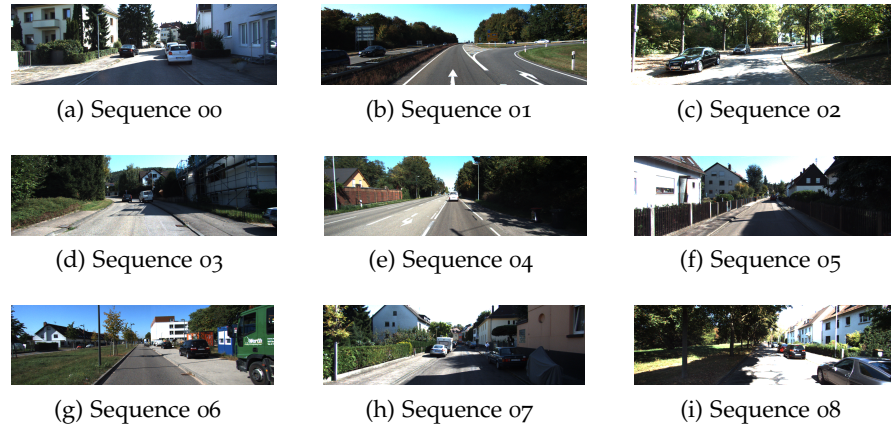 (a) Sequence 00
(b) Sequence 01
(c) Sequence 02
(d) Sequence 03
(e) Sequence 04
(f) Sequence 05
(g) Sequence 06
(h) Sequence 07
(i) Sequence 08